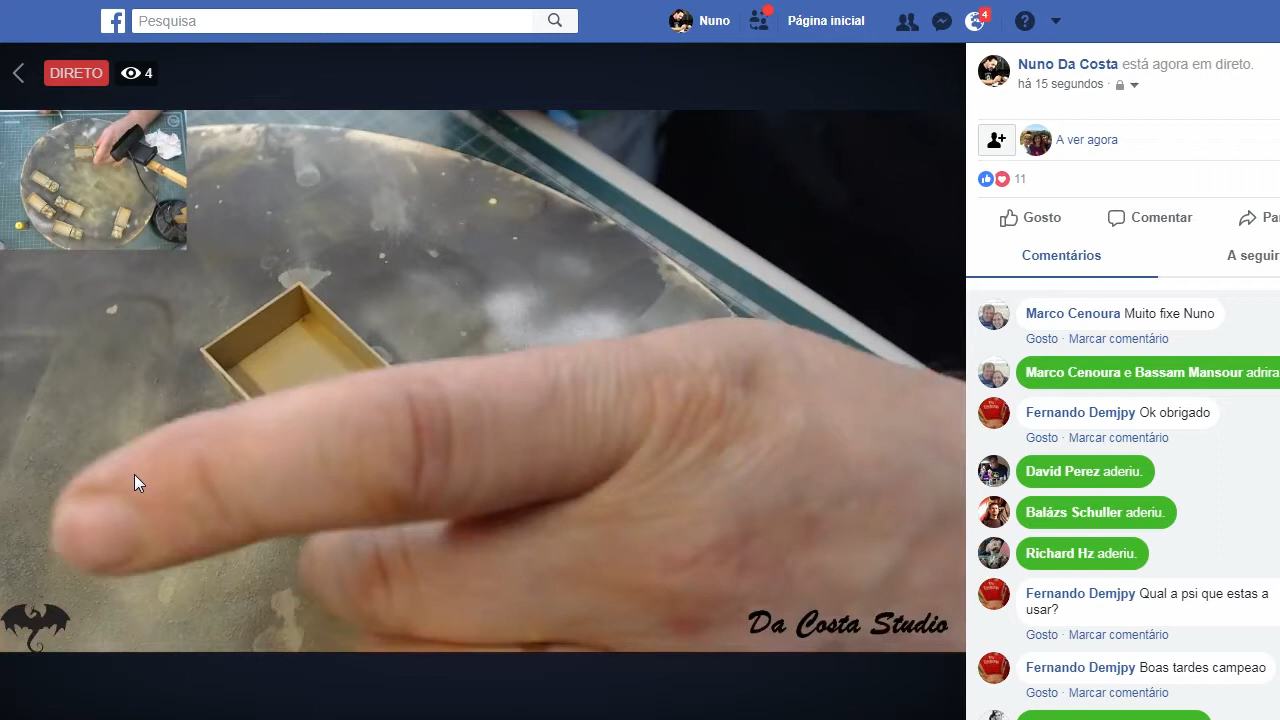 Pesquisa
Nuno
Página inicial
4
DIRETO
4
Nuno Da Costa está agora em direto.
há 15 segundos ·
A ver agora
11
Gosto
Comentar
Pa
Comentários
A seguir
Marco Cenoura Muito fixe Nuno
Gosto · Marcar comentário
Marco Cenoura e Bassam Mansour adrira
Fernando Demjpy Ok obrigado
Gosto · Marcar comentário
David Perez aderiu.
Balázs Schuller aderiu.
Richard Hz aderiu.
Fernando Demjpy Qual a psi que estas a
usar?
Gosto · Marcar comentário
Fernando Demjpy Boas tardes campeao
Gosto · Marcar comentário
Da Costa Studio